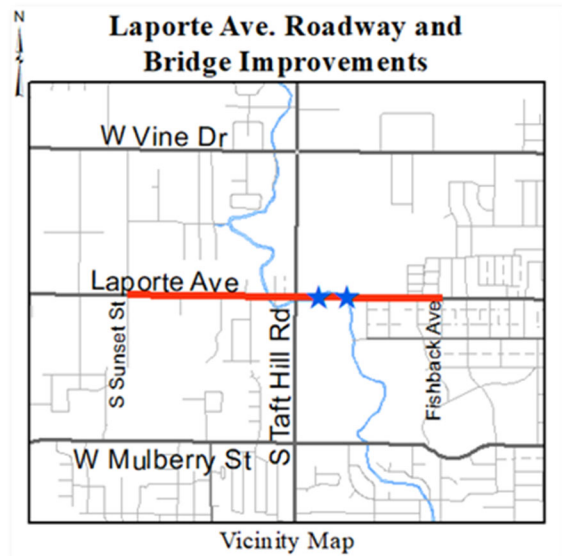 N
Laporte Ave. Roadway and
Bridge Improvements
W Vine Dr
Laporte Ave
S Sunset St
S Taft Hill Rd
Fishback Ave
W Mulberry St
Vicinity Map